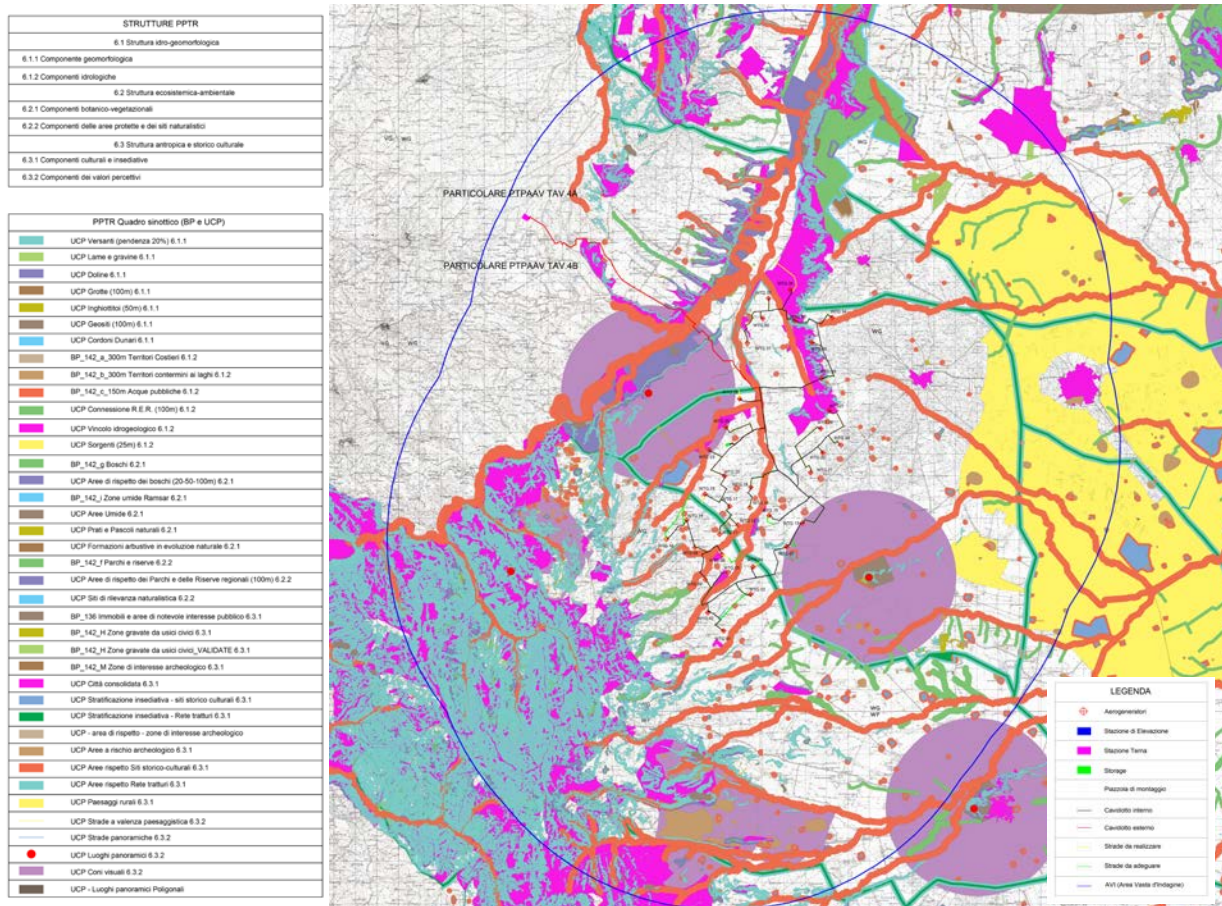 STRUTTURE PPTR
6.1 Struttura idro-geomorfologica
6.1.1 Componente geomorfologica
6.1.2 Componenti idrologiche
6.2 Struttura ecosistemica-ambientale
6.2.1 Componenti botanico-vegetazionali
6.2.2 Componenti delle aree protette e dei siti naturalistici
6.3 Struttura antropica e storico culturale
6.3.1 Componenti culturali e insediative
6.3.2 Componenti dei valori percettivi
PPTR Quadro sinottico (BP e UCP)
UCP Versanti (pendenza 20%) 6.1.1
UCP Lame e gravine 6.1.1
UCP Doline 6.1.1
UCP Grotte (100m) 6.1.1
UCP Inghiottitoi (50m) 6.1.1
UCP Geositi (100m) 6.1.1
UCP Cordoni Dunari 6.1.1
BP_142_a_300m Territori Costieri 6.1.2
BP_142_b_300m Territori contermini ai laghi 6.1.2
BP_142_c_150m Acque pubbliche 6.1.2
UCP Connessione R.E.R. (100m) 6.1.2
UCP Vincolo idrogeologico 6.1.2
UCP Sorgenti (25m) 6.1.2
BP_142_g Boschi 6.2.1
UCP Aree di rispetto dei boschi (20-50-100m) 6.2.1
BP_142_i Zone umide Ramsar 6.2.1
UCP Aree Umide 6.2.1
UCP Prati e Pascoli naturali 6.2.1
UCP Formazioni arbustive in evoluzioe naturale 6.2.1
BP_142_f Parchi e riserve 6.2.2
UCP Aree di rispetto dei Parchi e delle Riserve regionali (100m) 6.2.2
UCP Siti di rilevanza naturalistica 6.2.2
BP_136 Immobili e aree di notevole interesse pubblico 6.3.1
BP_142_H Zone gravate da usici civici 6.3.1
BP_142_H Zone gravate da usici civici_VALIDATE 6.3.1
BP_142_M Zone di interesse archeologico 6.3.1
UCP Città consolidata 6.3.1
UCP Stratificazione insediativa - siti storico culturali 6.3.1
UCP Stratificazione insediativa - Rete tratturi 6.3.1
UCP - area di rispetto - zone di interesse archeologico
UCP Aree a rischio archeologico 6.3.1
UCP Aree rispetto Siti storico-culturali 6.3.1
UCP Aree rispetto Rete tratturi 6.3.1
UCP Paesaggi rurali 6.3.1
UCP Strade a valenza paesaggistica 6.3.2
UCP Strade panoramiche 6.3.2
UCP Luoghi panoramici 6.3.2
UCP Coni visuali 6.3.2
UCP - Luoghi panoramici Poligonali
PARTICOLARE PTPAAV TAV 4A
PARTICOLARE PTPAAV TAV.4B
LEGENDA
Aerogeneratori
Stazione di Elevazione
Stazione Terna
Storage
Piazzola di montaggio
Cavidotto interno
Cavidotto esterno
Strade da realizzare
Strade da adeguare
AVI (Area Vasta d'Indagine)